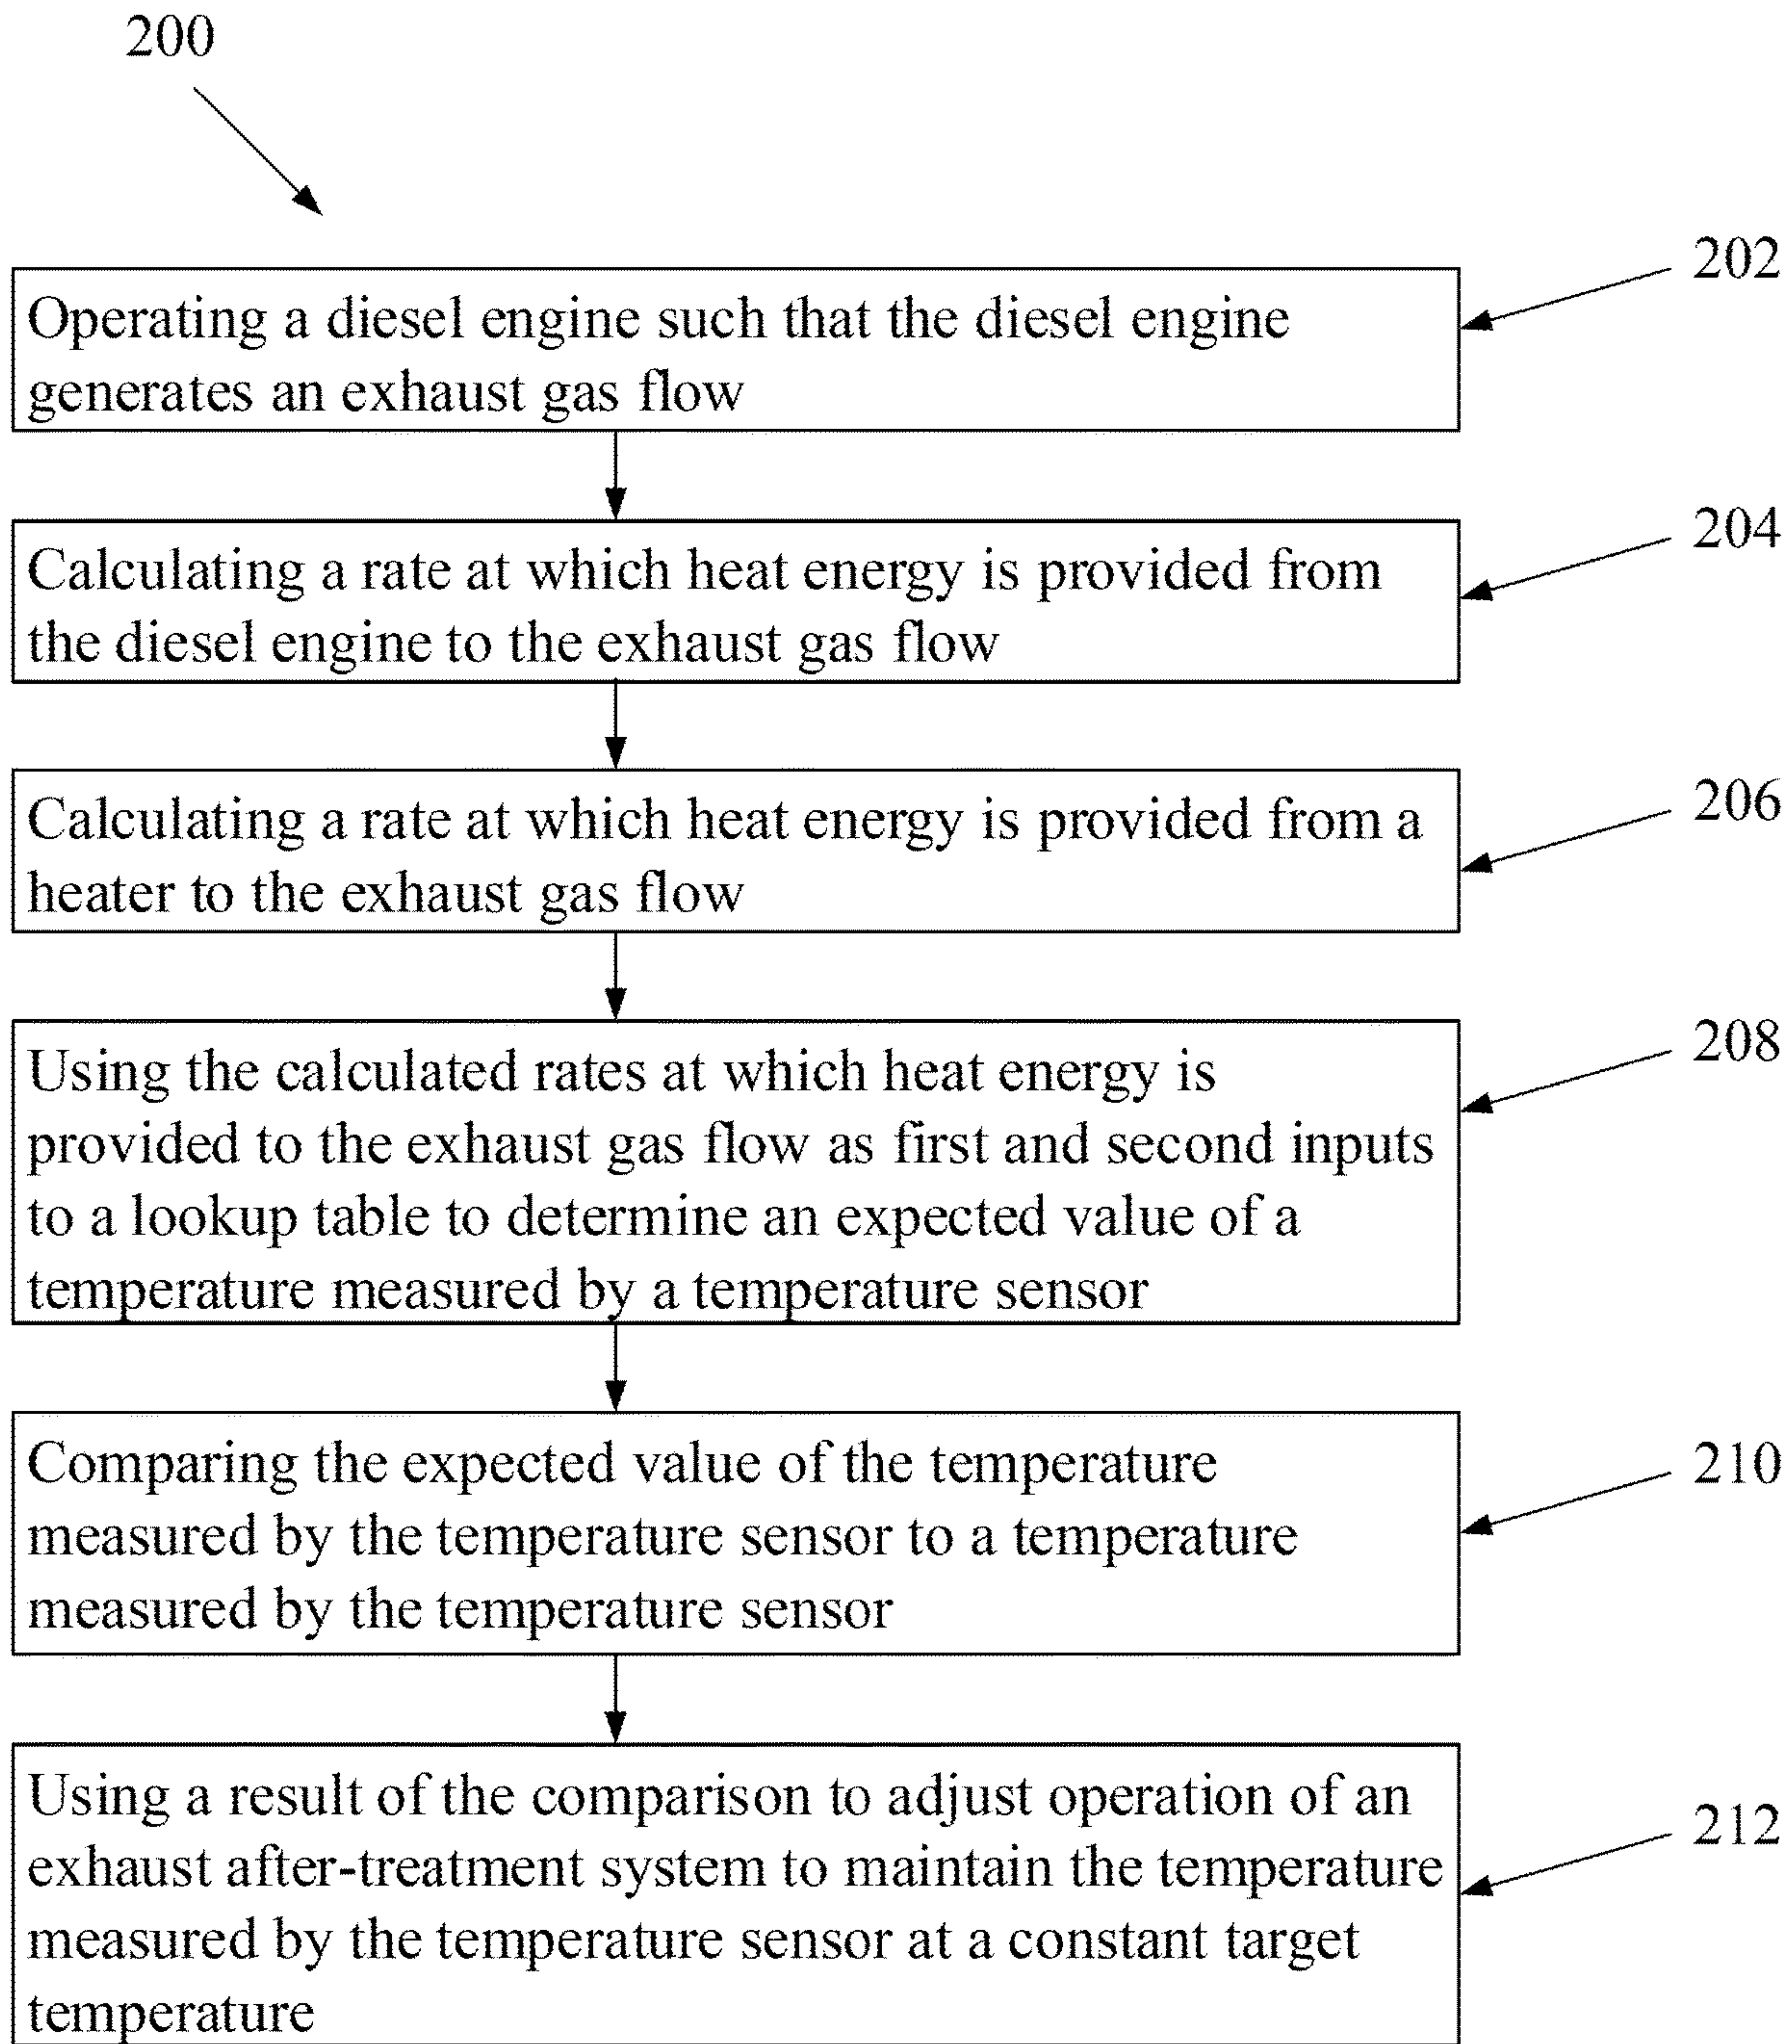 200
202
Operating a diesel engine such that the diesel engine
generates an exhaust gas flow
204
Calculating a rate at which heat energy is provided from
the diesel engine to the exhaust gas flow
206
Calculating a rate at which heat energy is provided from a
heater to the exhaust gas flow
208
Using the calculated rates at which heat energy is
provided to the exhaust gas flow as first and second inputs
to a lookup table to determine an expected value of a
temperature measured by a temperature sensor
210
Comparing the expected value of the temperature
measured by the temperature sensor to a temperature
measured by the temperature sensor
212
Using a result of the comparison to adjust operation of an
exhaust after-treatment system to maintain the temperature
measured by the temperature sensor at a constant target
temperature